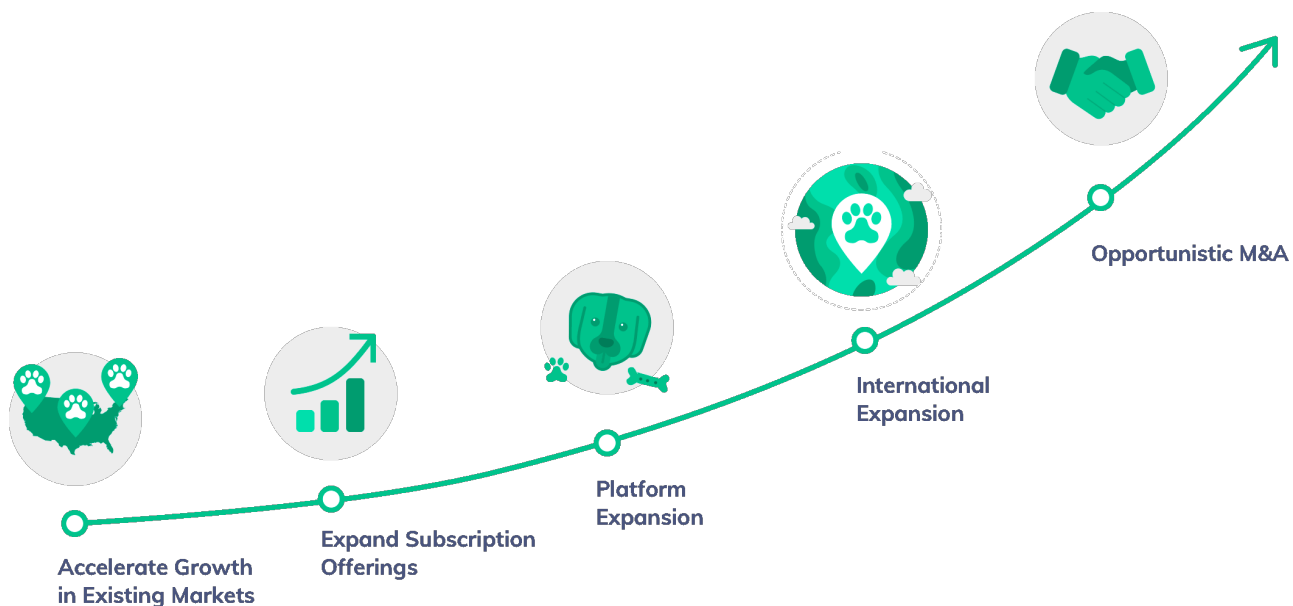 Accelerate Growth
in Existing Markets
Expand Subscription
Offerings
Platform
Expansion
International
Expansion
Opportunistic M&A